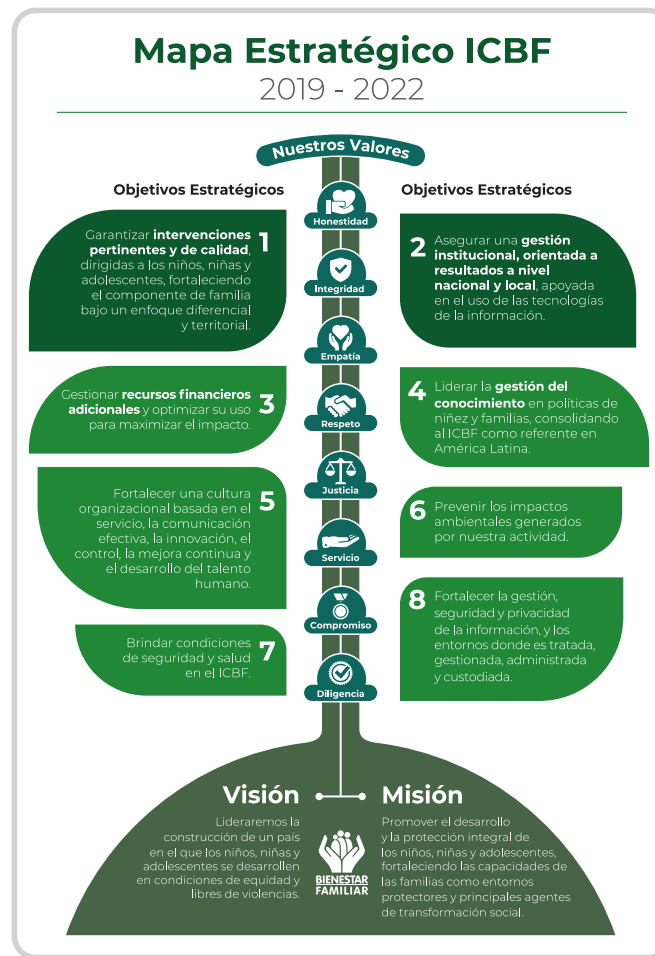 Mapa Estratégico ICBF
2019 - 2022
Nuestros Valores
Objetivos Estratégicos
Objetivos Estratégicos
Honestidad
Integridad
Empatía
Respeto
Justicia
Servicio
Compromiso
Diligencia
1
Garantizar intervenciones
pertinentes y de calidad,
dirigidas a los niños, niñas y
adolescentes, fortaleciendo
el componente de familia
bajo un enfoque diferencial
y territorial.
2
Asegurar una gestión
institucional, orientada a
resultados a nivel
nacional y local, apoyada
en el uso de las tecnologías
de la información.
3
Gestionar recursos financieros
adicionales y optimizar su uso
para maximizar el impacto.
4
Liderar la gestión del
conocimiento en políticas de
niñez y familias, consolidando
al ICBF como referente en
América Latina.
5
Fortalecer una cultura
organizacional basada en el
servicio, la comunicación
efectiva, la innovación, el
control, la mejora continua y
el desarrollo del talento
humano.
6
Prevenir los impactos
ambientales generados
por nuestra actividad.
7
Brindar condiciones
de seguridad y salud
en el ICBF.
8
Fortalecer la gestión,
seguridad y privacidad
de la información, y los
entornos donde es tratada,
gestionada, administrada
y custodiada.
Visión
Lideraremos la
construcción de un país
en el que los niños, niñas y
adolescentes se desarrollen
en condiciones de equidad y
libres de violencias.
BIENESTAR
FAMILIAR
Misión
Promover el desarrollo
y la protección integral de
los niños, niñas y adolescentes,
fortaleciendo las capacidades de
las familias como entornos
protectores y principales agentes
de transformación social.